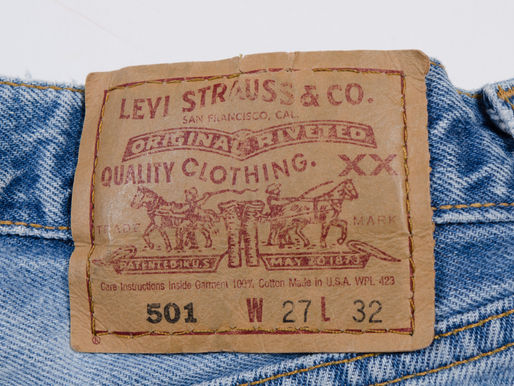 LEVI STRAUSS & CO.
SAN FRANCISCO, CAL.
ORIGINAL RIVETED
QUALITY CLOTHING. XX
TRADE MARK
PATENTED IN U.S. MAY 20 1873
Care Instructions Inside Garment 100% Cotton Made in U.S.A. WPL 423
501 W 27 L 32